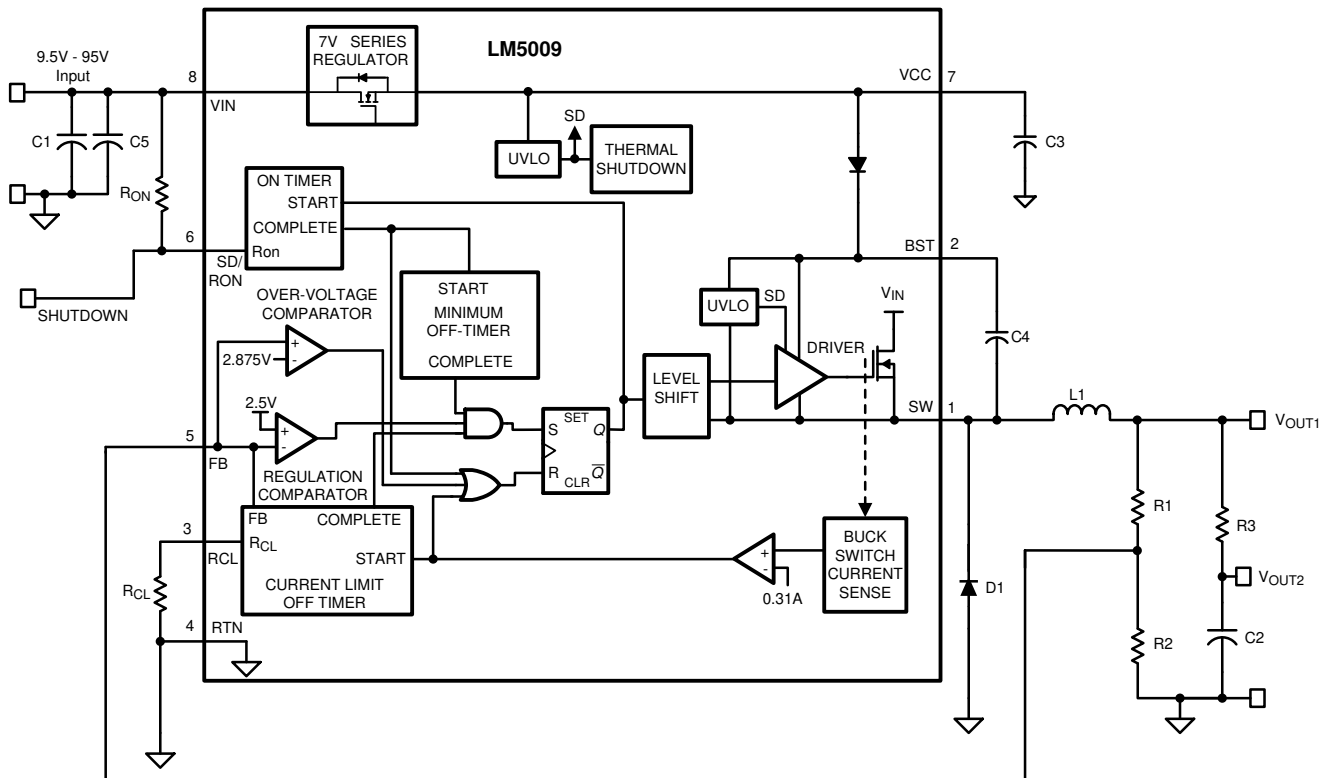 LM5009
9.5V - 95V
Input
C1
C5
RON
8
VIN
7V SERIES
REGULATOR
VCC
7
C3
SD
UVLO
THERMAL
SHUTDOWN
ON TIMER
START
COMPLETE
Ron
6
SD/
RON
SHUTDOWN
START
MINIMUM
OFF-TIMER
COMPLETE
OVER-VOLTAGE
COMPARATOR
+
-
2.875V
2.5V
+
-
5
FB
REGULATION
COMPARATOR
S
SET
Q
R
CLR
Q
LEVEL
SHIFT
UVLO
SD
DRIVER
VIN
BST
2
C4
SW
1
L1
VOUT1
R1
R3
VOUT2
R2
C2
D1
FB
COMPLETE
RCL
START
CURRENT LIMIT
OFF TIMER
3
RCL
RCL
4
RTN
+
-
0.31A
BUCK
SWITCH
CURRENT
SENSE